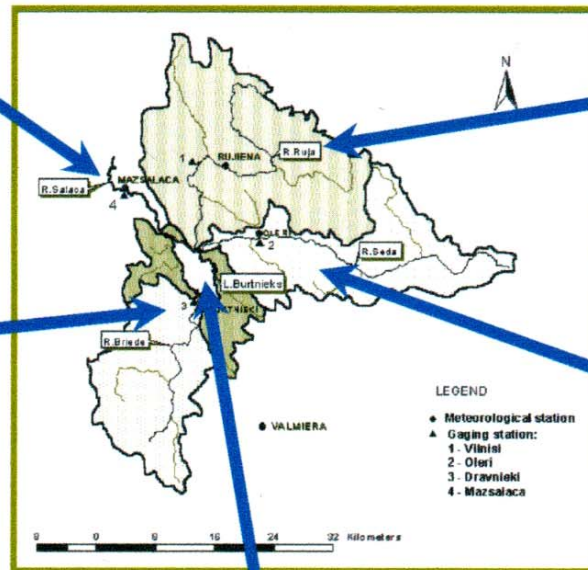 N
R.Ruja
1
RUJIENA
R.Salaca
MAZSALACA
4
OLERI
2
R.Seda
L.Burtnieks
3
R.Briede
VALMIERA
LEGEND
Meteorological station
Gaging station:
1 - Vilnisi
2 - Oleri
3 - Dravnieki
4 - Mazsalaca
8 0 8 16 24 32 Kilometers